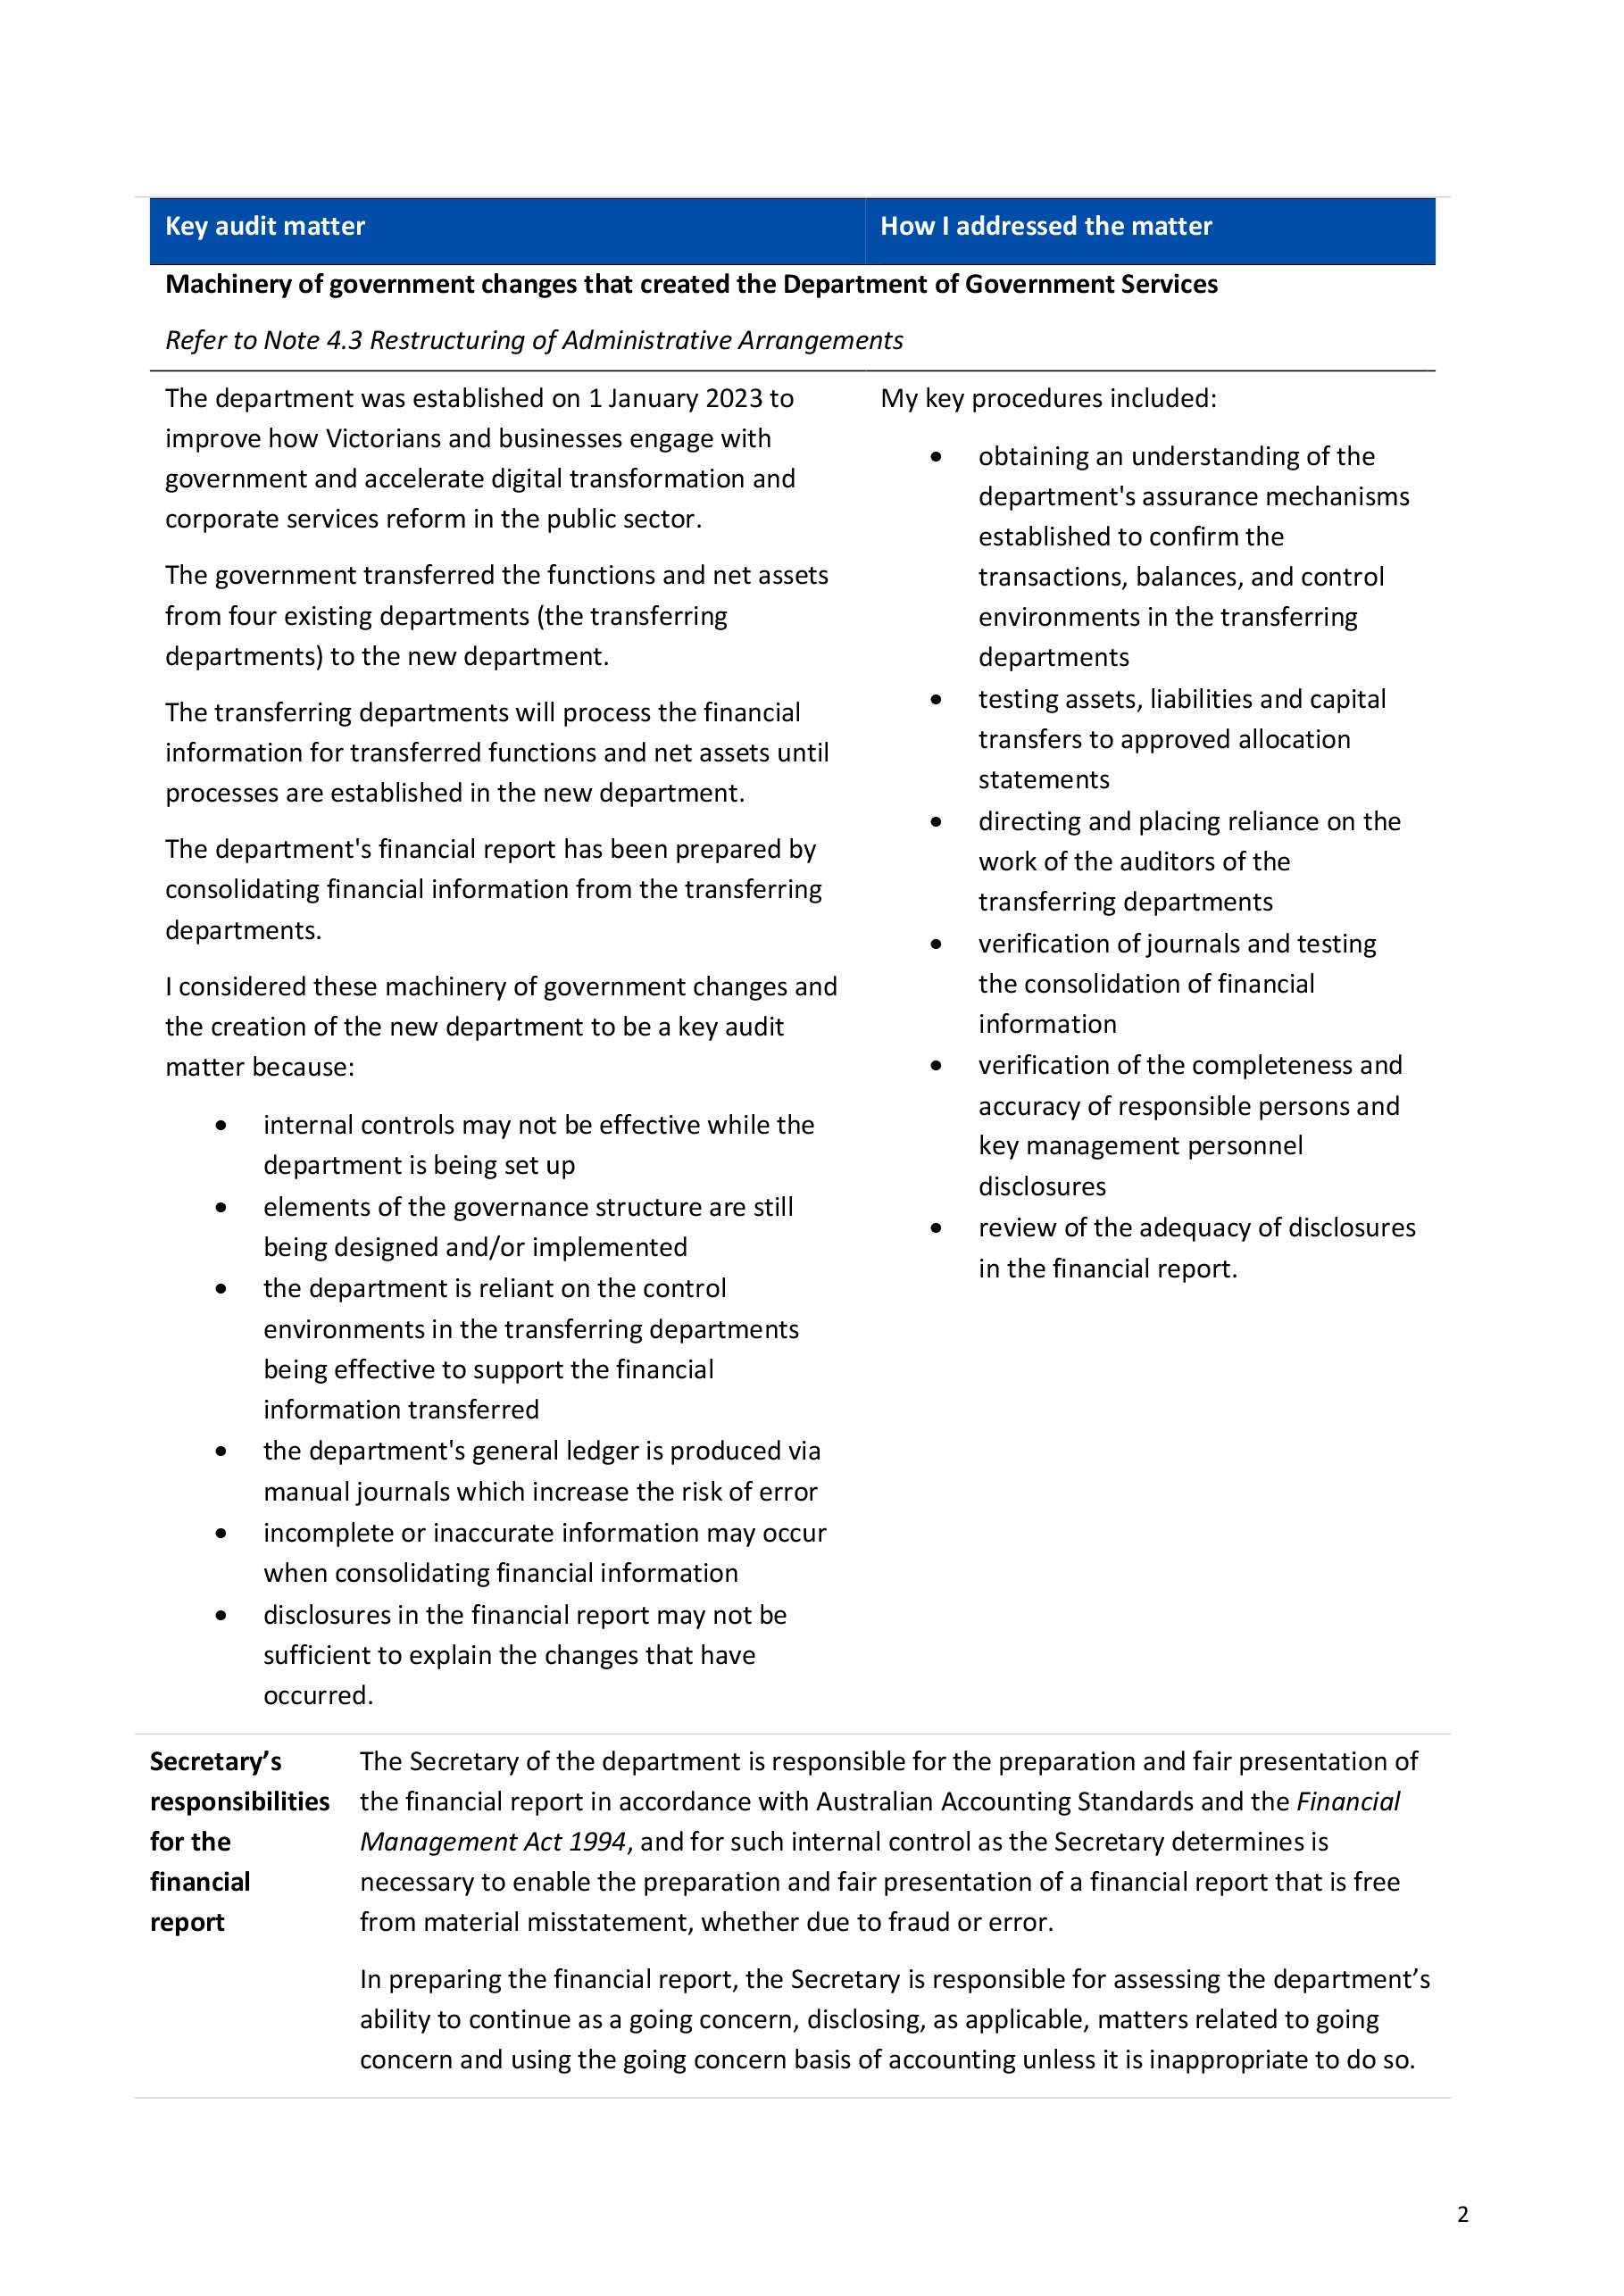 Key audit matter
How I addressed the matter
Machinery of government changes that created the Department of Government Services
Refer to Note 4.3 Restructuring of Administrative Arrangements
The department was established on 1 January 2023 to
improve how Victorians and businesses engage with
government and accelerate digital transformation and
corporate services reform in the public sector.
The government transferred the functions and net assets
from four existing departments (the transferring
departments) to the new department.
The transferring departments will process the financial
information for transferred functions and net assets until
processes are established in the new department.
The department's financial report has been prepared by
consolidating financial information from the transferring
departments.
I considered these machinery of government changes and
the creation of the new department to be a key audit
matter because:
• internal controls may not be effective while the
department is being set up
• elements of the governance structure are still
being designed and/or implemented
• the department is reliant on the control
environments in the transferring departments
being effective to support the financial
information transferred
• the department's general ledger is produced via
manual journals which increase the risk of error
• incomplete or inaccurate information may occur
when consolidating financial information
• disclosures in the financial report may not be
sufficient to explain the changes that have
occurred.
My key procedures included:
• obtaining an understanding of the
department's assurance mechanisms
established to confirm the
transactions, balances, and control
environments in the transferring
departments
• testing assets, liabilities and capital
transfers to approved allocation
statements
• directing and placing reliance on the
work of the auditors of the
transferring departments
• verification of journals and testing
the consolidation of financial
information
• verification of the completeness and
accuracy of responsible persons and
key management personnel
disclosures
• review of the adequacy of disclosures
in the financial report.
Secretary’s
responsibilities
for the
financial
report
The Secretary of the department is responsible for the preparation and fair presentation of
the financial report in accordance with Australian Accounting Standards and the Financial
Management Act 1994, and for such internal control as the Secretary determines is
necessary to enable the preparation and fair presentation of a financial report that is free
from material misstatement, whether due to fraud or error.
In preparing the financial report, the Secretary is responsible for assessing the department’s
ability to continue as a going concern, disclosing, as applicable, matters related to going
concern and using the going concern basis of accounting unless it is inappropriate to do so.
2